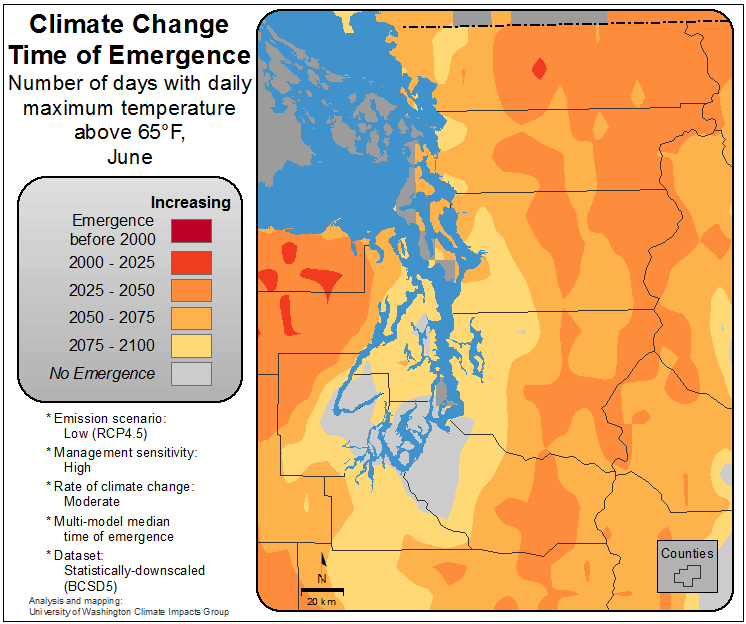 Climate Change
Time of Emergence
Number of days with daily
maximum temperature
above 65°F,
June
Increasing
Emergence
before 2000
2000 - 2025
2025 - 2050
2050 - 2075
2075 - 2100
No Emergence
* Emission scenario:
Low (RCP4.5)
* Management sensitivity:
High
* Rate of climate change:
Moderate
* Multi-model median
time of emergence
* Dataset:
Statistically-downscaled
(BCSD5)
Analysis and mapping:
University of Washington Climate Impacts Group
N
20 km
Counties